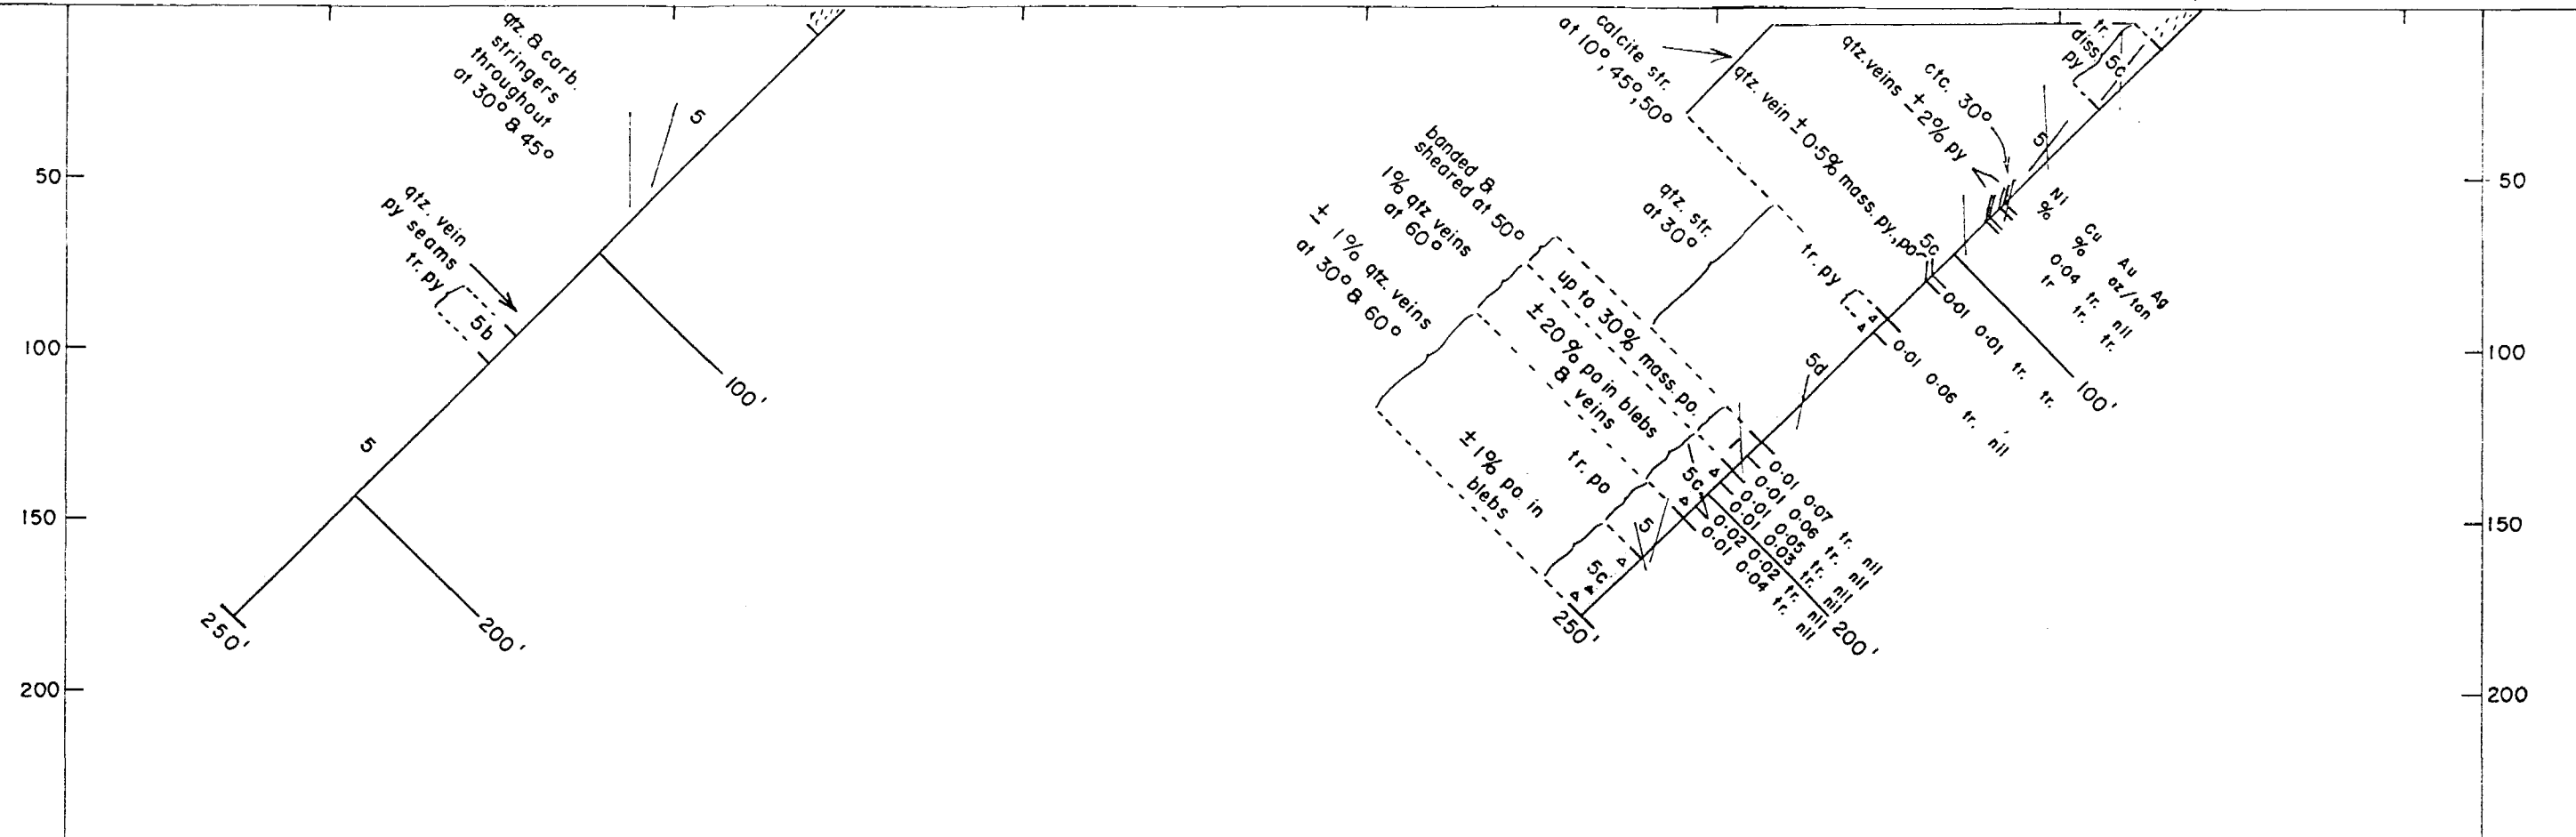 qtz. & carb.
stringers
throughout
at 30° & 45°
5
qtz. vein
py seams
tr. py
5b
100'
5
200'
250'
50
100
150
200
calcite str.
at 10°, 45°, 50°
qtz. vein ± 0.5% mass. py., po
qtz. veins ± 2% py
ctc. 30°
tr.
diss.
py
5c
5
banded &
sheared at 50°
1% qtz veins
at 60°
± 1% qtz. veins
at 30° & 60°
qtz. str.
at 30°
tr. py
5c
up to 30% mass. po.
± 20% po in blebs
& veins
tr. po
± 1% po. in
blebs
5d
5c
5
5c
Ni Cu Au Ag
% % oz/ton
0.04 tr. nil
tr tr. tr.
0.01 0.01 tr. tr.
0.01 0.06 tr. nil
100'
0.01 0.07 tr. nil
0.01 0.06 tr. nil
0.01 0.05 tr. nil
0.01 0.03 tr. nil
0.02 0.02 tr. nil
0.01 0.04 tr. nil
200'
250'
50
100
150
200